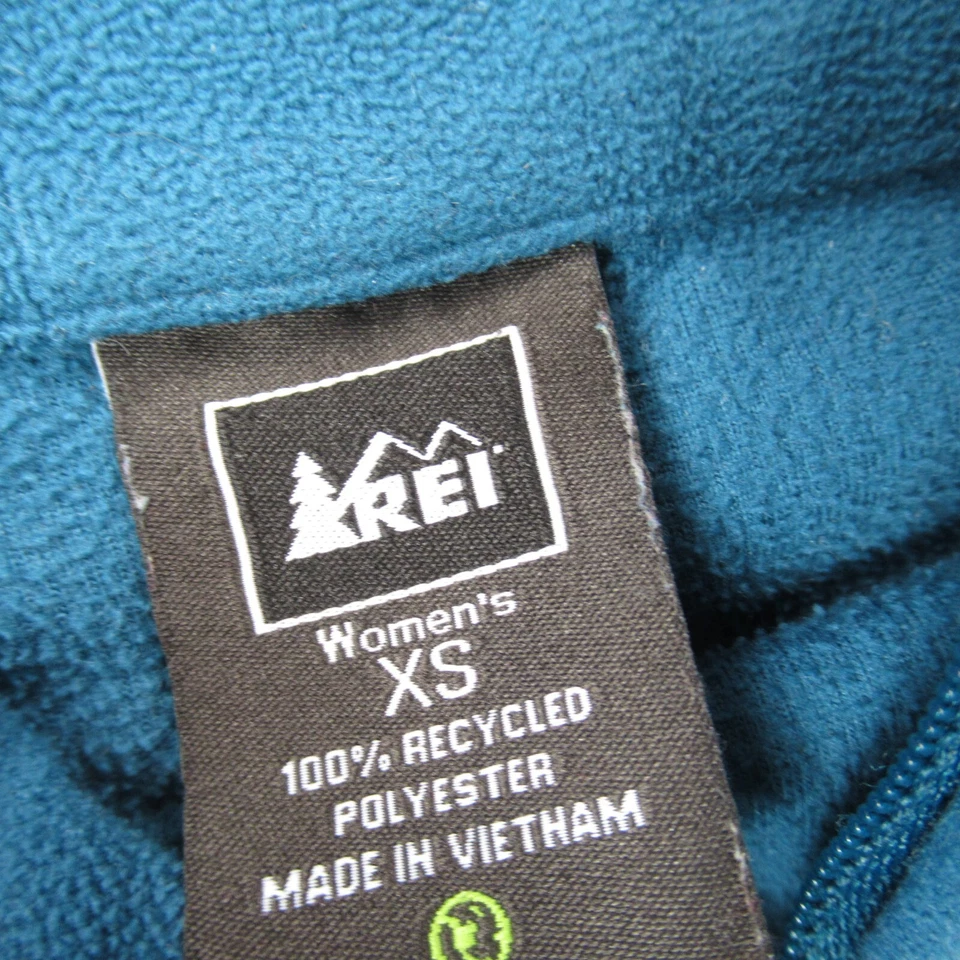 REI
Women's
XS
100% RECYCLED
POLYESTER
MADE IN VIETNAM